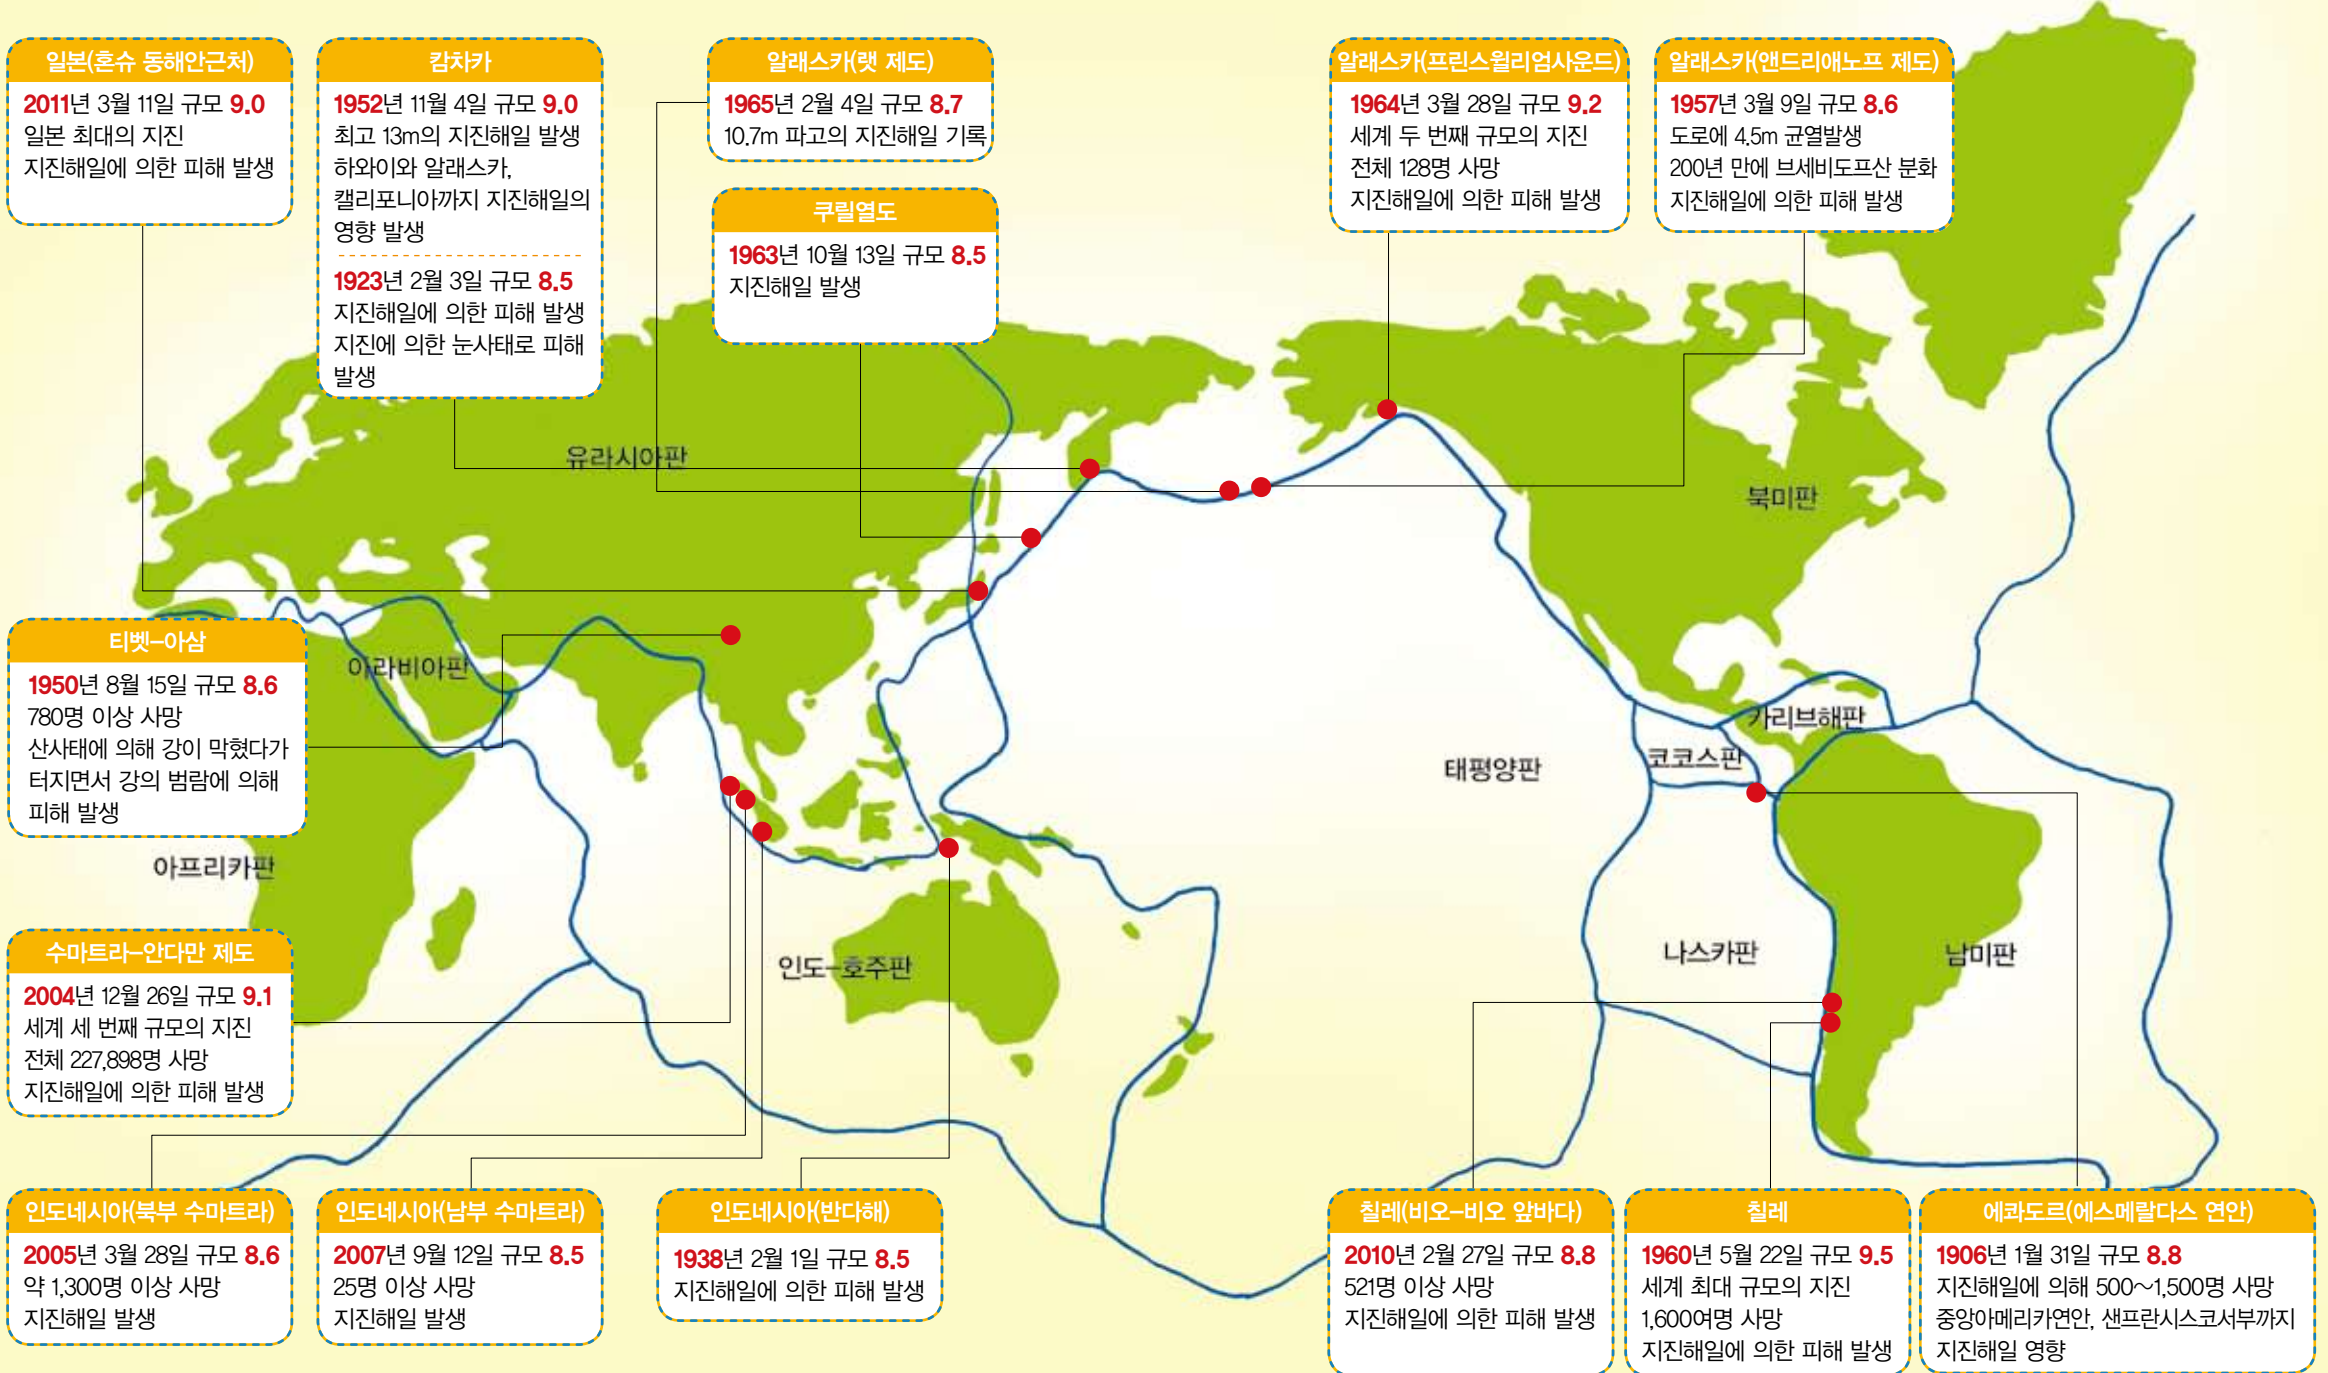 일본(혼슈 동해안근처)
2011년 3월 11일 규모 9.0
일본 최대의 지진
지진해일에 의한 피해 발생
캄차카
1952년 11월 4일 규모 9.0
최고 13m의 지진해일 발생
하와이와 알래스카,
캘리포니아까지 지진해일의
영향 발생
1923년 2월 3일 규모 8.5
지진해일에 의한 피해 발생
지진에 의한 눈사태로 피해
발생
알래스카(랫 제도)
1965년 2월 4일 규모 8.7
10.7m 파고의 지진해일 기록
쿠릴열도
1963년 10월 13일 규모 8.5
지진해일 발생
알래스카(프린스윌리엄사운드)
1964년 3월 28일 규모 9.2
세계 두 번째 규모의 지진
전체 128명 사망
지진해일에 의한 피해 발생
알래스카(앤드리애노프 제도)
1957년 3월 9일 규모 8.6
도로에 4.5m 균열발생
200년 만에 브세비도프산 분화
지진해일에 의한 피해 발생
유라시아판
북미판
티벳-아삼
1950년 8월 15일 규모 8.6
780명 이상 사망
산사태에 의해 강이 막혔다가
터지면서 강의 범람에 의해
피해 발생
아라비아판
카리브해판
코코스판
태평양판
아프리카판
인도-호주판
나스카판
남미판
수마트라-안다만 제도
2004년 12월 26일 규모 9.1
세계 세 번째 규모의 지진
전체 227,898명 사망
지진해일에 의한 피해 발생
인도네시아(북부 수마트라)
2005년 3월 28일 규모 8.6
약 1,300명 이상 사망
지진해일 발생
인도네시아(남부 수마트라)
2007년 9월 12일 규모 8.5
25명 이상 사망
지진해일 발생
인도네시아(반다해)
1938년 2월 1일 규모 8.5
지진해일에 의한 피해 발생
칠레(비오-비오 앞바다)
2010년 2월 27일 규모 8.8
521명 이상 사망
지진해일에 의한 피해 발생
칠레
1960년 5월 22일 규모 9.5
세계 최대 규모의 지진
1,600여명 사망
지진해일에 의한 피해 발생
에콰도르(에스메랄다스 연안)
1906년 1월 31일 규모 8.8
지진해일에 의해 500~1,500명 사망
중앙아메리카연안, 샌프란시스코서부까지
지진해일 영향